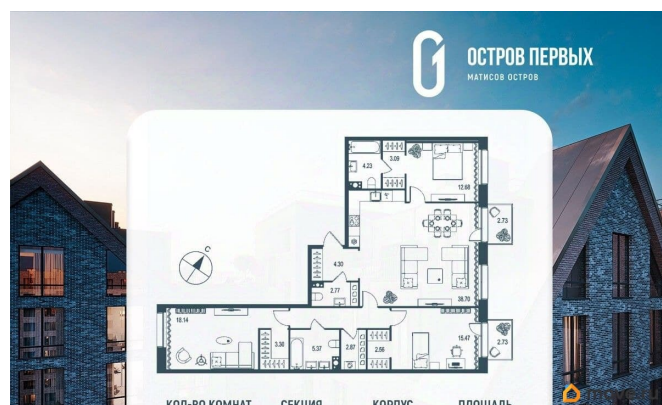 ОСТРОВ ПЕРВЫХ
МАТИСОВ ОСТРОВ
4.23
3.09
12.68
2.73
С
4.30
2.77
38.70
18.14
3.30
5.37
2.87
2.56
15.47
2.73
КОЛ-ВО КОМНАТ
СЕКЦИЯ
КОРПУС
ПЛОЩАДЬ